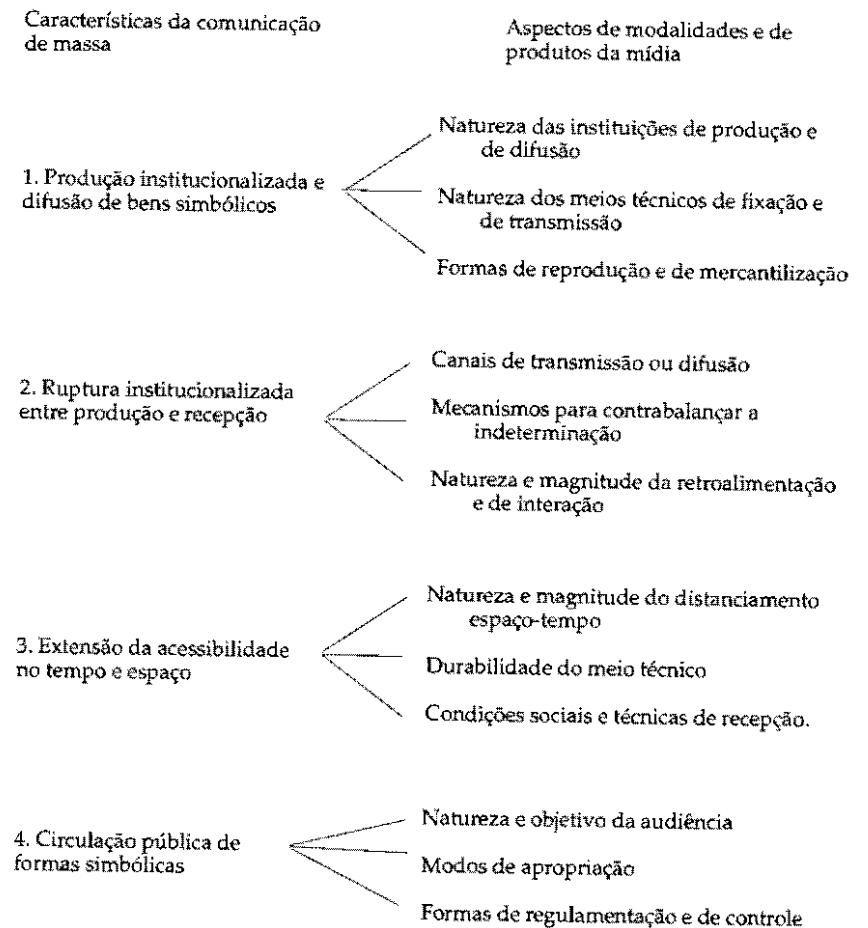 Características da comunicação
de massa
Aspectos de modalidades e de
produtos da mídia
1. Produção institucionalizada e
difusão de bens simbólicos
Natureza das instituições de produção e
de difusão
Natureza dos meios técnicos de fixação e
de transmissão
Formas de reprodução e de mercantilização
2. Ruptura institucionalizada
entre produção e recepção
Canais de transmissão ou difusão
Mecanismos para contrabalançar a
indeterminação
Natureza e magnitude da retroalimentação
e de interação
3. Extensão da acessibilidade
no tempo e espaço
Natureza e magnitude do distanciamento
espaço-tempo
Durabilidade do meio técnico
Condições sociais e técnicas de recepção.
4. Circulação pública de
formas simbólicas
Natureza e objetivo da audiência
Modos de apropriação
Formas de regulamentação e de controle